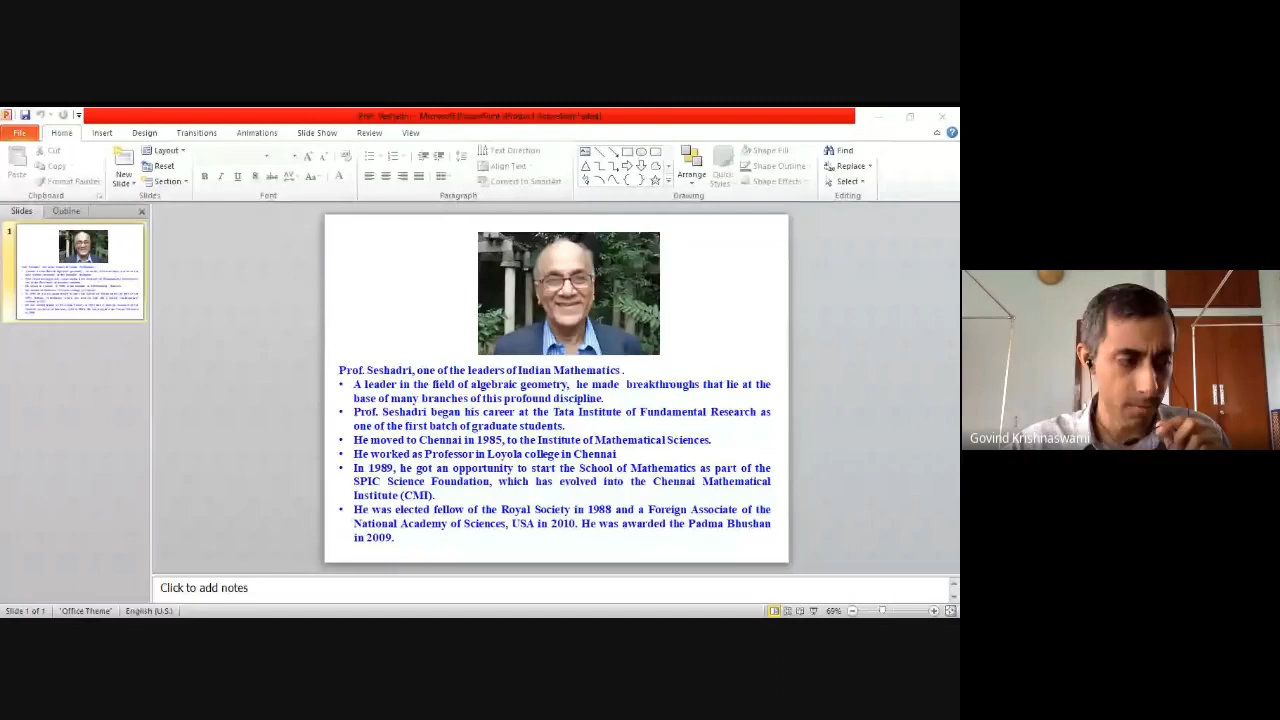 File Home Insert Design Transitions Animations Slide Show Review View
Cut
Copy
Format Painter
Paste
Clipboard
New
Slide
Layout
Reset
Section
Slides
Font
Paragraph
Text Direction
Align Text
Convert to SmartArt
Arrange
Quick
Styles
Shape Fill
Shape Outline
Shape Effects
Drawing
Find
Replace
Select
Editing
Slides Outline
1
Prof. Seshadri, one of the leaders of Indian Mathematics .
• A leader in the field of algebraic geometry, he made breakthroughs that lie at the
base of many branches of this profound discipline.
• Prof. Seshadri began his career at the Tata Institute of Fundamental Research as
one of the first batch of graduate students.
• He moved to Chennai in 1985, to the Institute of Mathematical Sciences.
• He worked as Professor in Loyola college in Chennai
• In 1989, he got an opportunity to start the School of Mathematics as part of the
SPIC Science Foundation, which has evolved into the Chennai Mathematical
Institute (CMI).
• He was elected fellow of the Royal Society in 1988 and a Foreign Associate of the
National Academy of Sciences, USA in 2010. He was awarded the Padma Bhushan
in 2009.
Click to add notes
Slide 1 of 1 "Office Theme" English (U.S.) 69%
Govind Krishnaswami